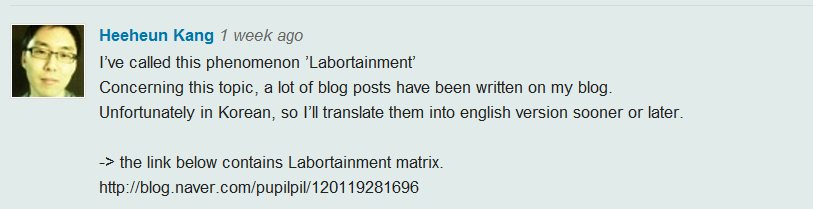 Heeheun Kang 1 week ago
I’ve called this phenomenon ’Labortainment’
Concerning this topic, a lot of blog posts have been written on my blog.
Unfortunately in Korean, so I’ll translate them into english version sooner or later.
-> the link below contains Labortainment matrix.
http://blog.naver.com/pupilpil/120119281696